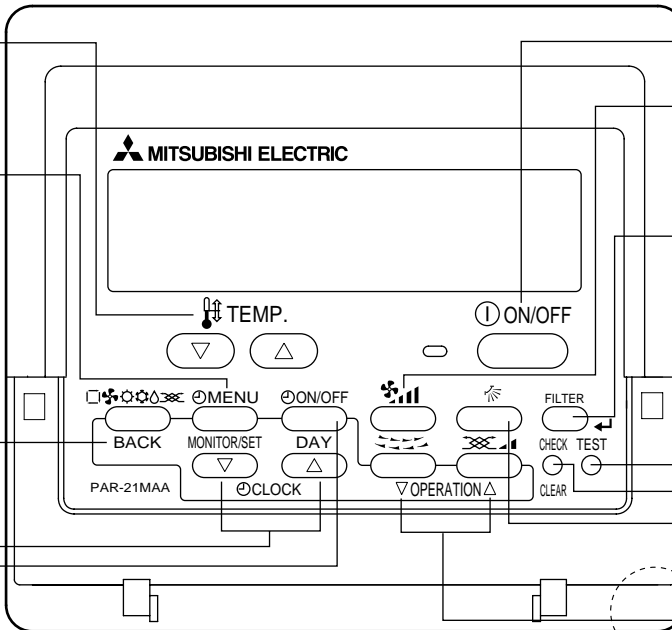 MITSUBISHI ELECTRIC
TEMP.
ON/OFF
MENU
ON/OFF
FILTER
BACK
MONITOR/SET
DAY
CHECK
TEST
PAR-21MAA
CLOCK
OPERATION
CLEAR